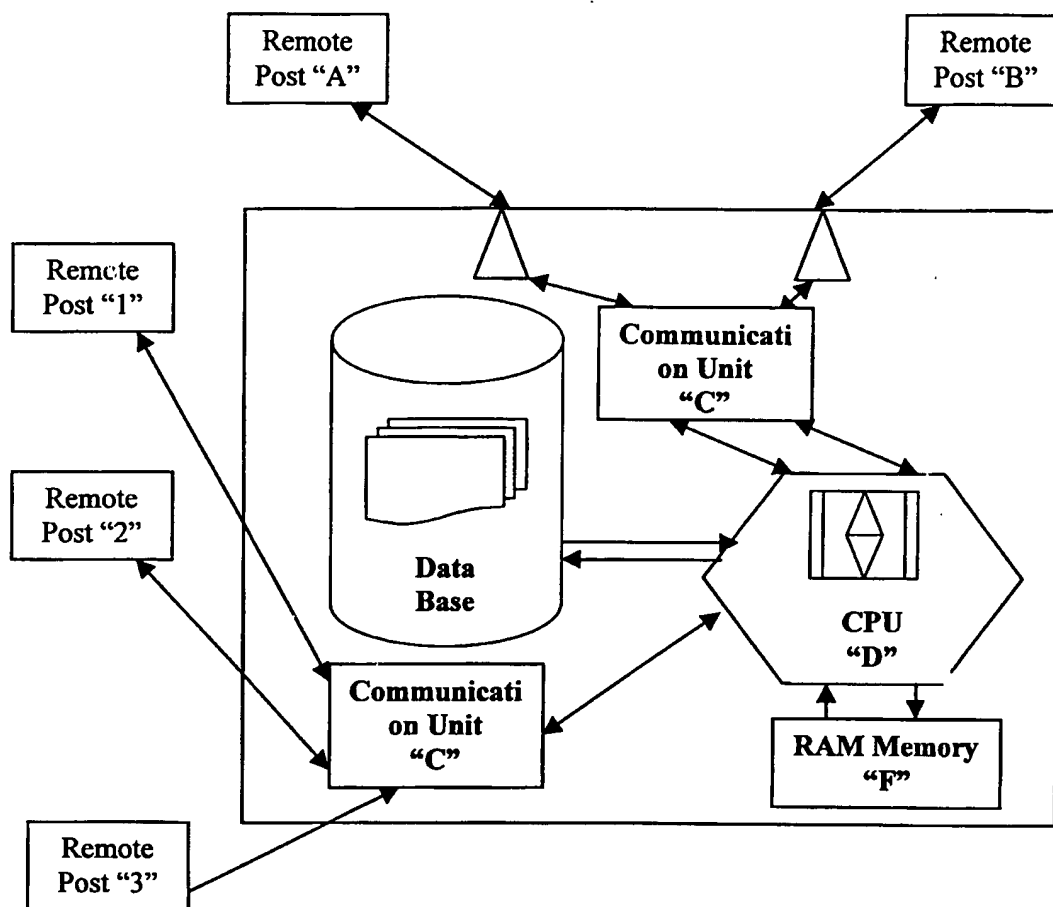 Remote
Post “A”
Remote
Post “B”
Remote
Post “1”
Communicati
on Unit
“C”
Remote
Post “2”
Data
Base
CPU
“D”
Communicati
on Unit
“C”
RAM Memory
“F”
Remote
Post “3”